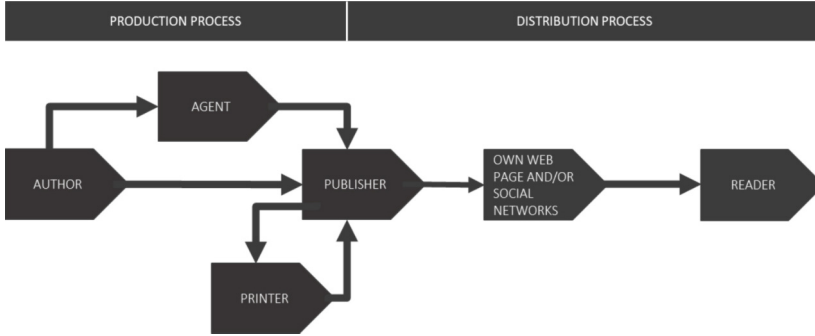 PRODUCTION PROCESS
DISTRIBUTION PROCESS
AGENT
AUTHOR
PUBLISHER
OWN WEB
PAGE AND/OR
SOCIAL
NETWORKS
READER
PRINTER